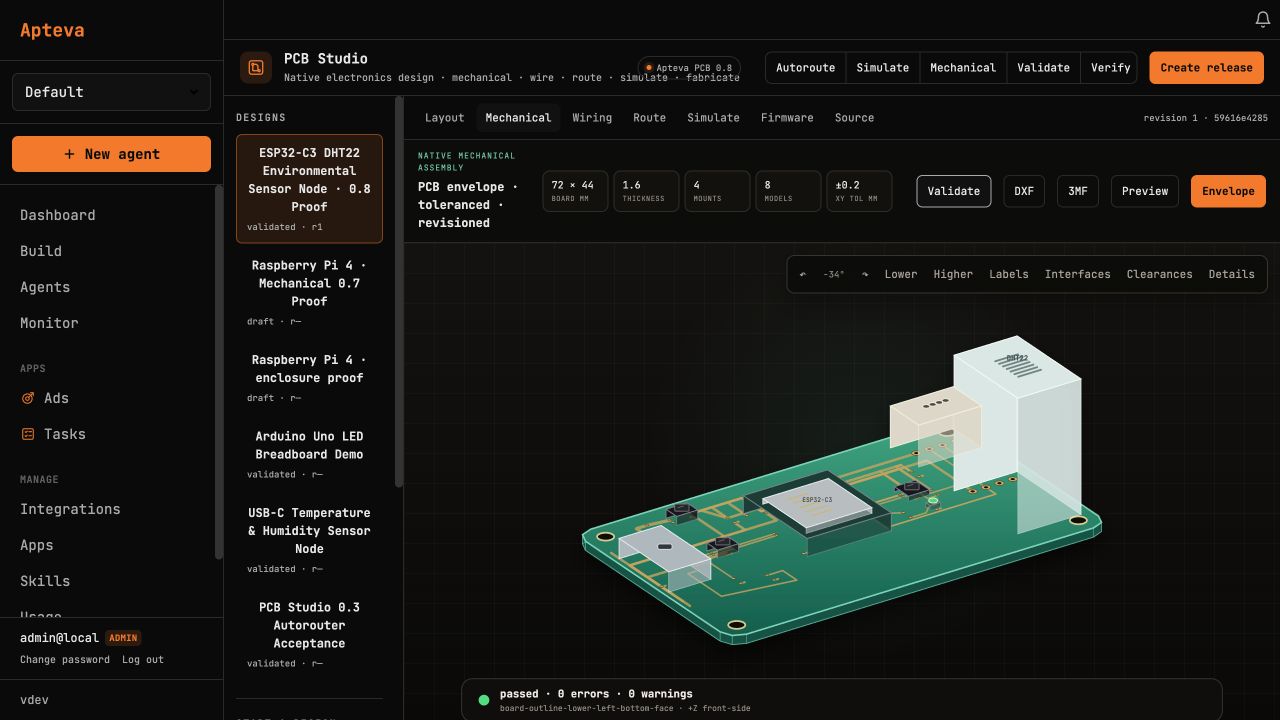 Apteva
Default
+ New agent
Dashboard
Build
Agents
Monitor
APPS
Ads
Tasks
MANAGE
Integrations
Apps
Skills
Usage
admin@local ADMIN
Change password Log out
vdev
PCB Studio
Native electronics design · mechanical · wire · route · simulate · fabricate
Apteva PCB 0.8
Autoroute Simulate Mechanical Validate Verify Create release
DESIGNS
ESP32-C3 DHT22
Environmental
Sensor Node · 0.8
Proof
validated · r1
Raspberry Pi 4 ·
Mechanical 0.7
Proof
draft · r—
Raspberry Pi 4 ·
enclosure proof
draft · r—
Arduino Uno LED
Breadboard Demo
validated · r—
USB-C Temperature
& Humidity Sensor
Node
validated · r—
PCB Studio 0.3
Autorouter
Acceptance
validated · r—
Layout Mechanical Wiring Route Simulate Firmware Source revision 1 · 59616e4285
NATIVE MECHANICAL
ASSEMBLY
PCB envelope ·
toleranced ·
revisioned
72 × 44
BOARD MM
1.6
THICKNESS
4
MOUNTS
8
MODELS
±0.2
XY TOL MM
Validate DXF 3MF Preview Envelope
↶ -34° ↷ Lower Higher Labels Interfaces Clearances Details
DHT22
ESP32-C3
passed · 0 errors · 0 warnings
board-outline-lower-left-bottom-face · +Z front-side